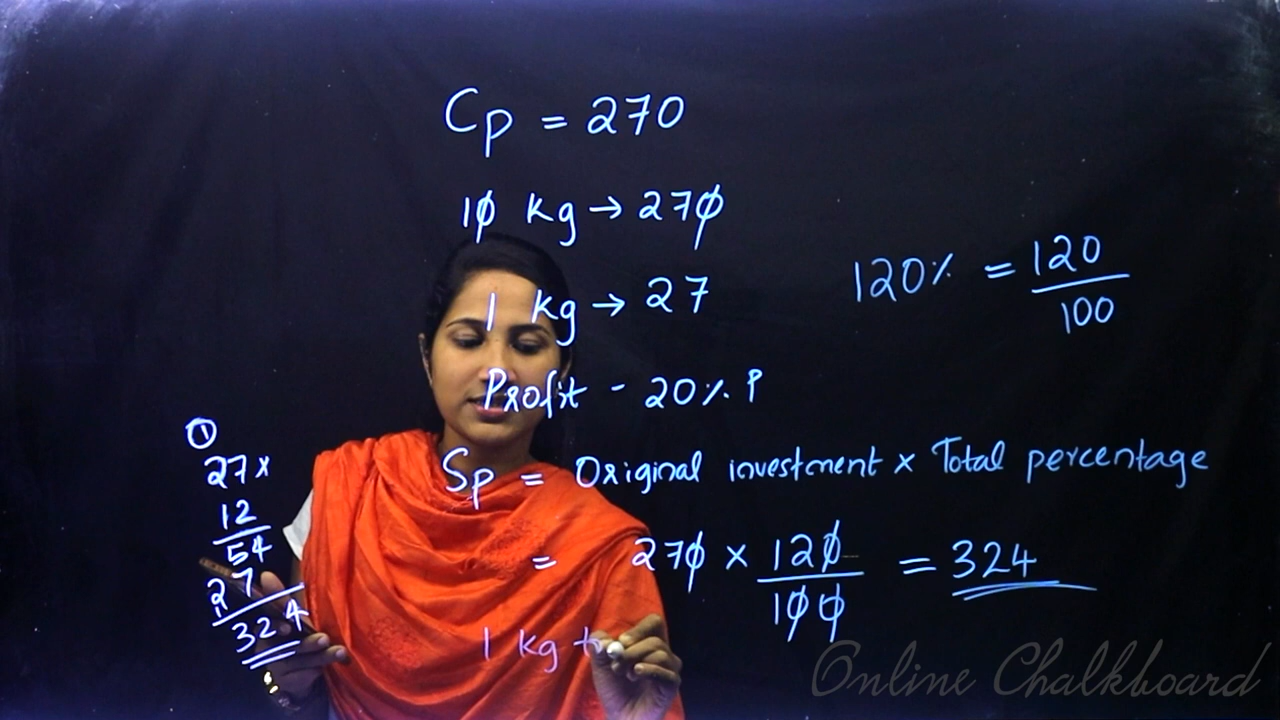 Cp = 270
10 kg → 270
1 kg → 27
120% = 120/100
Profit - 20% P
Sp = Original investment × Total percentage
= 270 × 120/100 = 324
1 kg
①
27 ×
12
54
27
324
Online Chalkboard